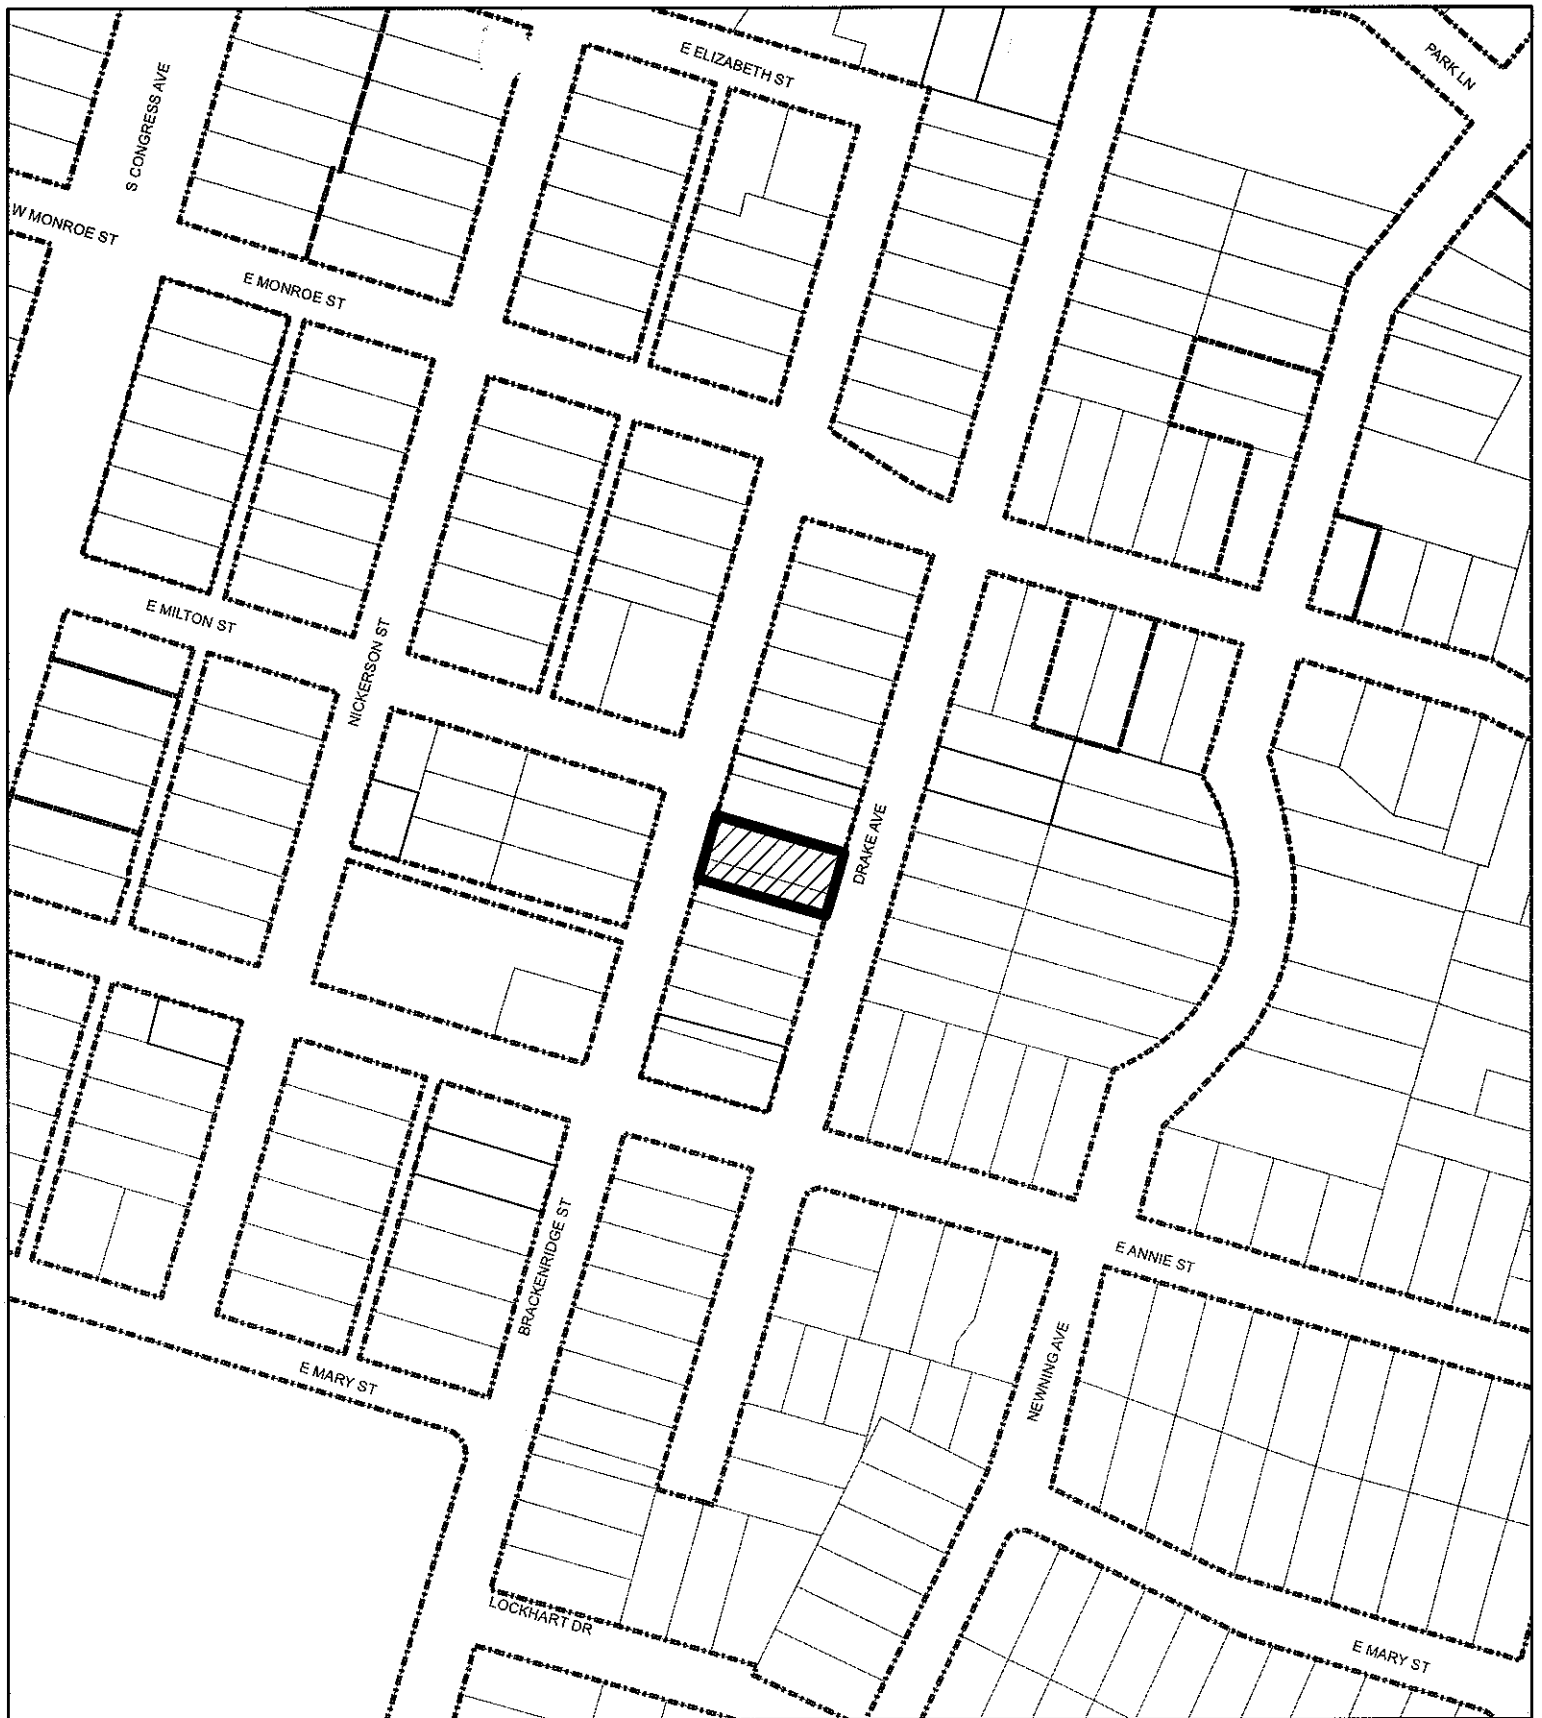 E ELIZABETH ST
PARK LN
S CONGRESS AVE
W MONROE ST
E MONROE ST
E MILTON ST
NICKERSON ST
DRAKE AVE
BRACKENRIDGE ST
E ANNIE ST
NEWNING AVE
E MARY ST
LOCKHART DR
E MARY ST